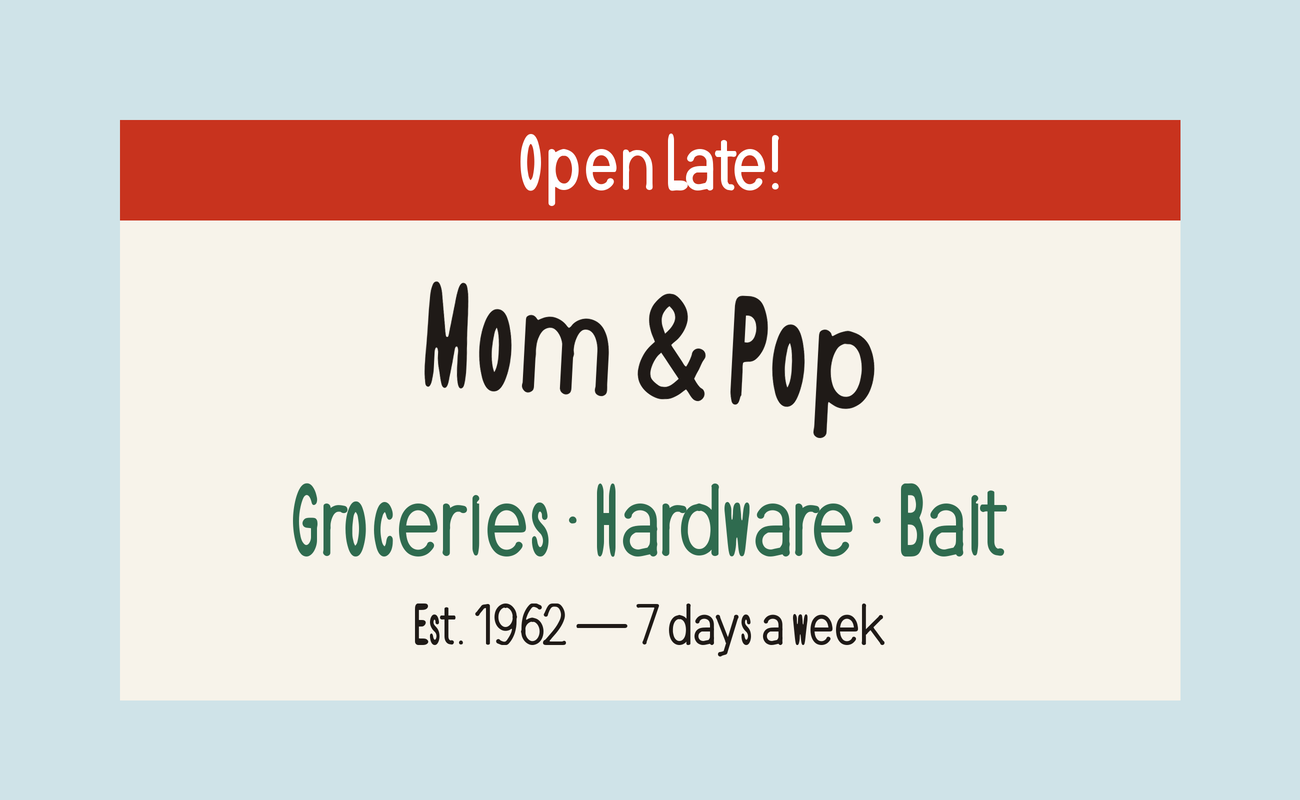 Open Late!
Mom & Pop
Groceries · Hardware · Bait
Est. 1962 — 7 days a week